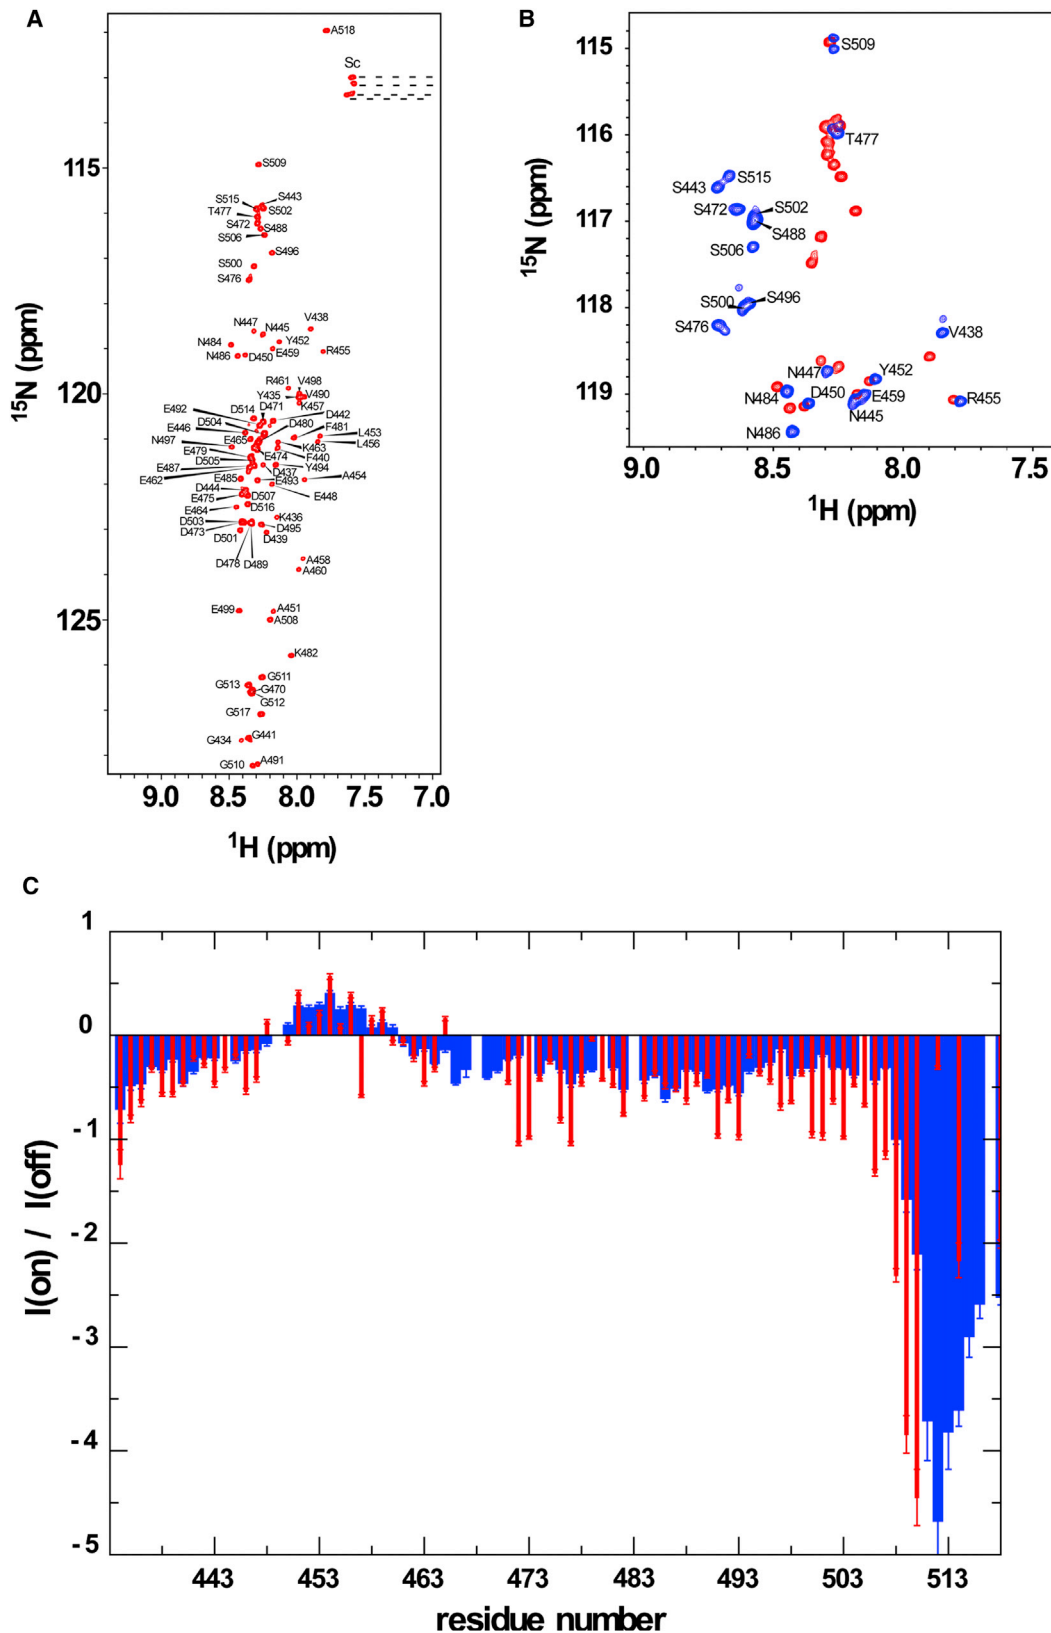 A
A518
Sc
115
S509
S515
S443
T477
S502
S472
S488
S506
S496
S500
S476
V438
N447
N445
N484
Y452
E459
N486
D450
R455
120
R461
V498
Y435
V490
D471
K457
E492
D514
D442
E446
D504
D480
F481
N497
E465
L453
E479
K463
L456
D505
E474
F440
E487
D437
Y494
E462
E485
E493
A454
D444
E448
E475
D507
E464
D516
K436
D503
D495
D473
D439
D501
D478
D489
A458
A460
E499
A451
125
A508
K482
G511
G513
G470
G512
G517
G434
G441
G510
A491
9.0 8.5 8.0 7.5 7.0
¹H (ppm)
15N (ppm)
B
115
S509
116
T477
S515
S443
S472
S502
117
S488
S506
S500
S496
118
S476
V438
N447
Y452
N484
D450
E459
R455
119
N445
N486
9.0 8.5 8.0 7.5
¹H (ppm)
15N (ppm)
C
1
0
-1
-2
-3
-4
-5
I(on) / I(off)
443 453 463 473 483 493 503 513
residue number